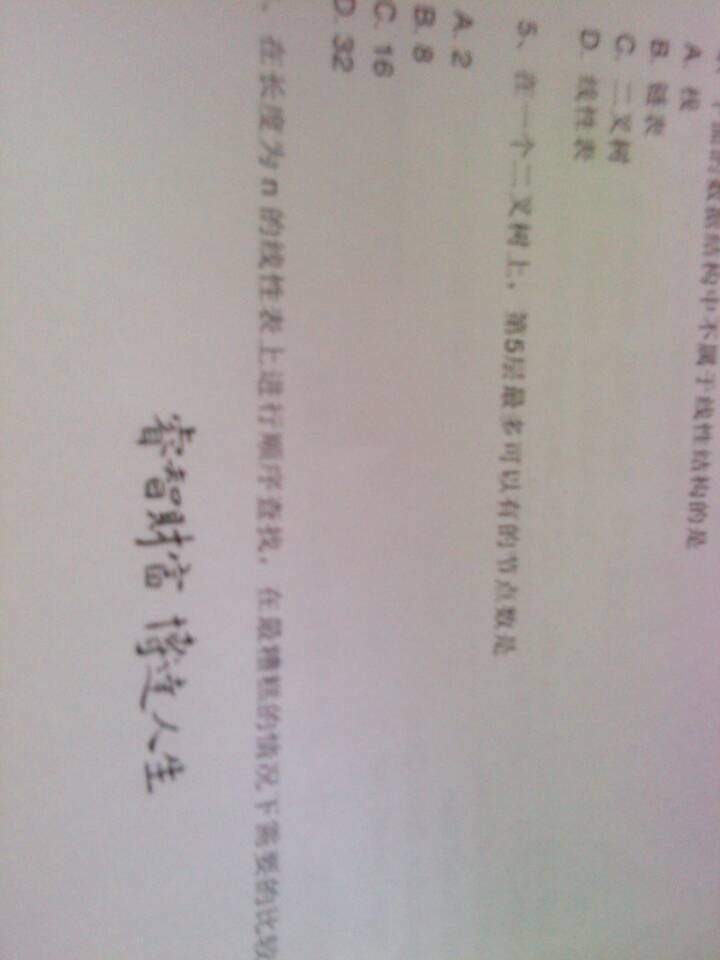 下面的数据结构中不属于线性结构的是
A. 栈
B. 链表
C. 二叉树
D. 线性表
5、在一个二叉树上，第5层最多可以有的节点数是
A. 2
B. 8
C. 16
D. 32
、在长度为n的线性表上进行顺序查找，在最糟糕的情况下需要的比较
睿智财富 博达人生